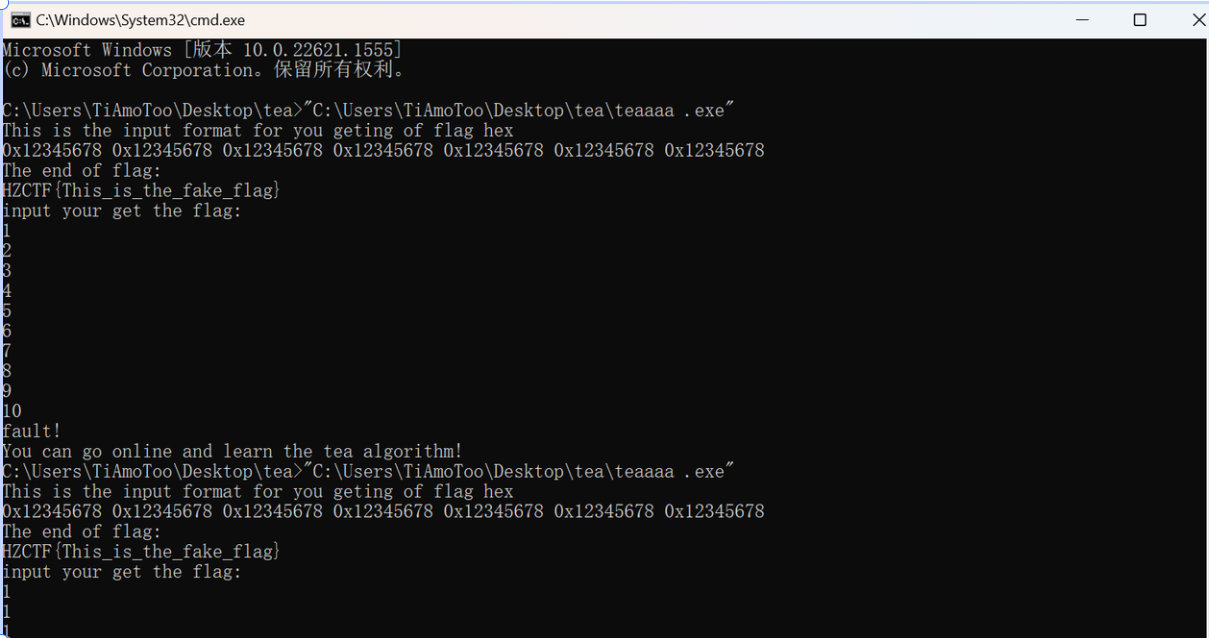 C:\Windows\System32\cmd.exe
Microsoft Windows [版本 10.0.22621.1555]
(c) Microsoft Corporation。保留所有权利。
C:\Users\TiAmoToo\Desktop\tea>"C:\Users\TiAmoToo\Desktop\tea\teaaaa .exe"
This is the input format for you geting of flag hex
0x12345678 0x12345678 0x12345678 0x12345678 0x12345678 0x12345678 0x12345678
The end of flag:
HZCTF{This_is_the_fake_flag}
input your get the flag:
1
2
3
4
5
6
7
8
9
10
fault!
You can go online and learn the tea algorithm!
C:\Users\TiAmoToo\Desktop\tea>"C:\Users\TiAmoToo\Desktop\tea\teaaaa .exe"
This is the input format for you geting of flag hex
0x12345678 0x12345678 0x12345678 0x12345678 0x12345678 0x12345678 0x12345678
The end of flag:
HZCTF{This_is_the_fake_flag}
input your get the flag:
1
1
1